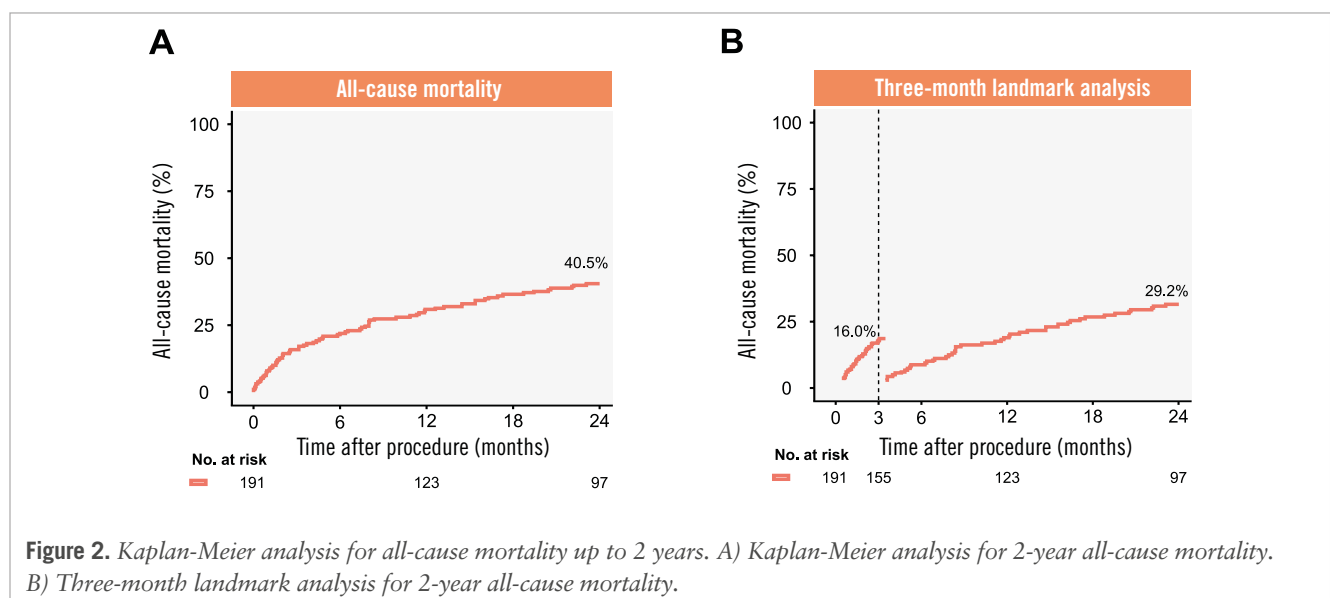 A
All-cause mortality
All-cause mortality (%)
100
75
50
25
0
40.5%
0 6 12 18 24
Time after procedure (months)
No. at risk
191 123 97
B
Three-month landmark analysis
All-cause mortality (%)
100
75
50
25
0
16.0%
29.2%
0 3 6 12 18 24
Time after procedure (months)
No. at risk
191 155 123 97
Figure 2. Kaplan-Meier analysis for all-cause mortality up to 2 years. A) Kaplan-Meier analysis for 2-year all-cause mortality.
B) Three-month landmark analysis for 2-year all-cause mortality.